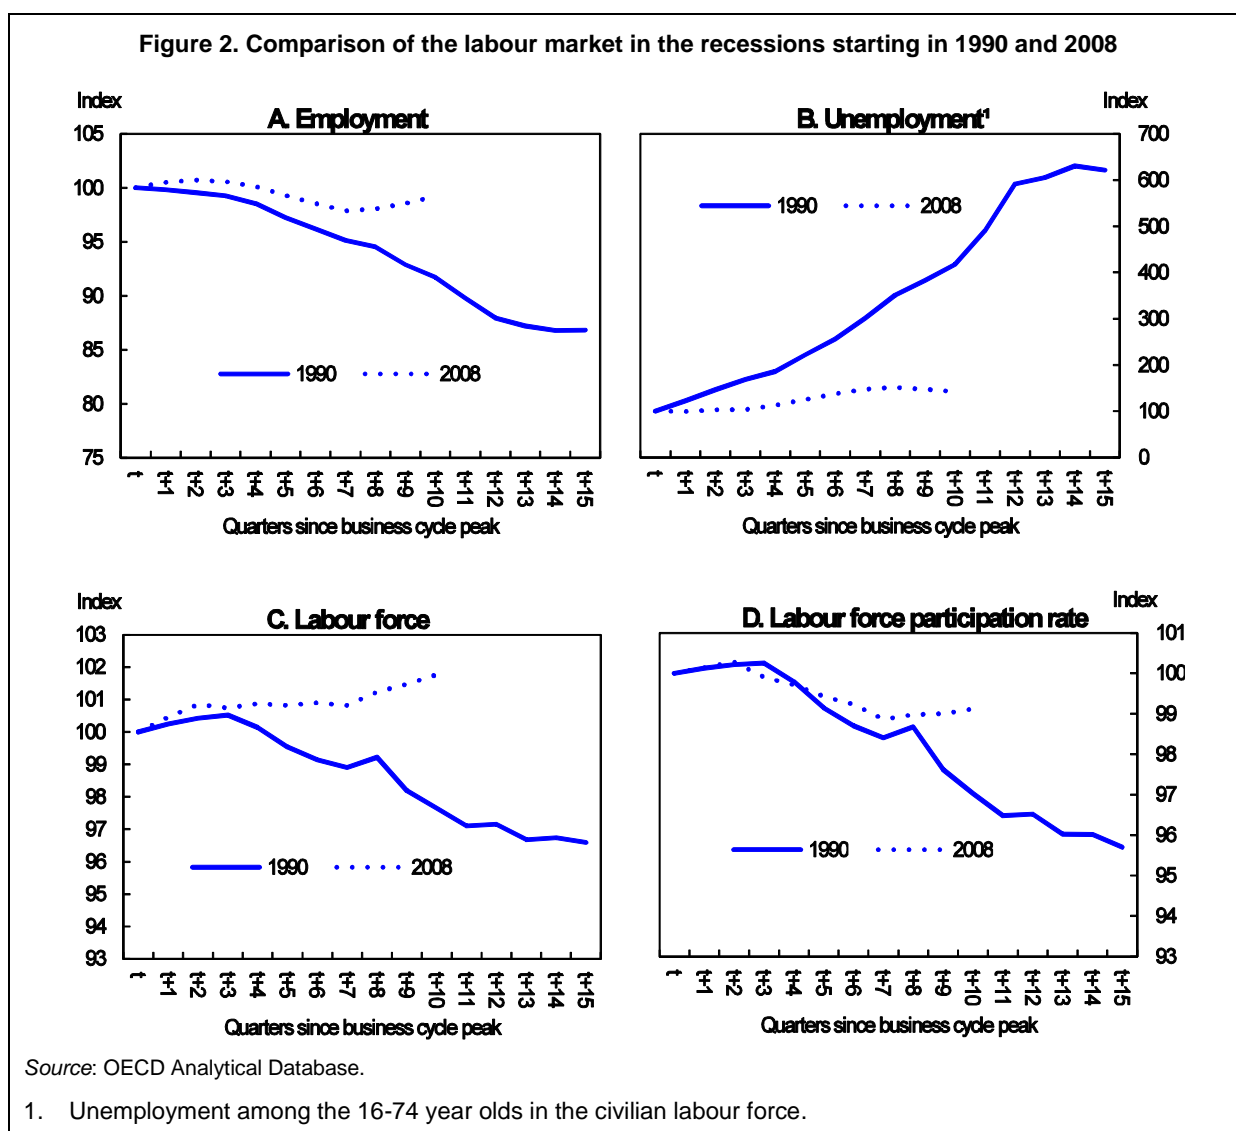 Figure 2. Comparison of the labour market in the recessions starting in 1990 and 2008
Index
A. Employment
105
100
95
90
85
80
75
1990
2008
t
t+1
t+2
t+3
t+4
t+5
t+6
t+7
t+8
t+9
t+10
t+11
t+12
t+13
t+14
t+15
Quarters since business cycle peak
Index
B. Unemployment¹
700
600
500
400
300
200
100
0
1990
2008
t
t+1
t+2
t+3
t+4
t+5
t+6
t+7
t+8
t+9
t+10
t+11
t+12
t+13
t+14
t+15
Quarters since business cycle peak
Index
C. Labour force
103
102
101
100
99
98
97
96
95
94
93
1990
2008
t
t+1
t+2
t+3
t+4
t+5
t+6
t+7
t+8
t+9
t+10
t+11
t+12
t+13
t+14
t+15
Quarters since business cycle peak
Index
D. Labour force participation rate
101
100
99
98
97
96
95
94
93
1990
2008
t
t+1
t+2
t+3
t+4
t+5
t+6
t+7
t+8
t+9
t+10
t+11
t+12
t+13
t+14
t+15
Quarters since business cycle peak
Source: OECD Analytical Database.
1. Unemployment among the 16-74 year olds in the civilian labour force.